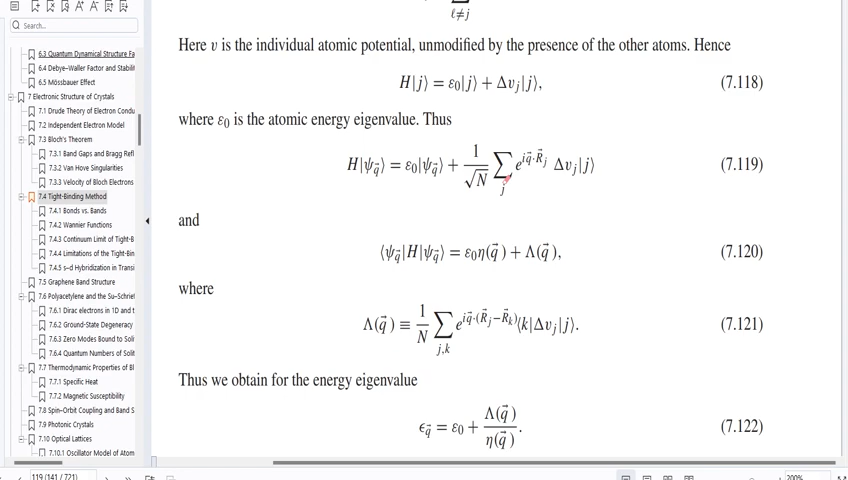 ℓ≠j
Search...
6.3 Quantum Dynamical Structure Fa
6.4 Debye–Waller Factor and Stabilit
6.5 Mössbauer Effect
7 Electronic Structure of Crystals
7.1 Drude Theory of Electron Condu
7.2 Independent Electron Model
7.3 Bloch's Theorem
7.3.1 Band Gaps and Bragg Refl
7.3.2 Van Hove Singularities
7.3.3 Velocity of Bloch Electrons
7.4 Tight-Binding Method
7.4.1 Bonds vs. Bands
7.4.2 Wannier Functions
7.4.3 Continuum Limit of Tight-B
7.4.4 Limitations of the Tight-Bin
7.4.5 s–d Hybridization in Transi
7.5 Graphene Band Structure
7.6 Polyacetylene and the Su–Schrie
7.6.1 Dirac electrons in 1D and t
7.6.2 Ground-State Degeneracy
7.6.3 Zero Modes Bound to Solit
7.6.4 Quantum Numbers of Solit
7.7 Thermodynamic Properties of Bl
7.7.1 Specific Heat
7.7.2 Magnetic Susceptibility
7.8 Spin–Orbit Coupling and Band S
7.9 Photonic Crystals
7.10 Optical Lattices
7.10.1 Oscillator Model of Atom
Here v is the individual atomic potential, unmodified by the presence of the other atoms. Hence
H|j⟩ = ε₀|j⟩ + Δv_j|j⟩, (7.118)
where ε₀ is the atomic energy eigenvalue. Thus
H|ψ_q⃗⟩ = ε₀|ψ_q⃗⟩ + 1/√N ∑_j e^{iq⃗·R⃗_j} Δv_j|j⟩ (7.119)
and
⟨ψ_q⃗|H|ψ_q⃗⟩ = ε₀η(q⃗) + Λ(q⃗), (7.120)
where
Λ(q⃗) ≡ 1/N ∑_{j,k} e^{iq⃗·(R⃗_j−R⃗_k)}⟨k|Δv_j|j⟩. (7.121)
Thus we obtain for the energy eigenvalue
ϵ_q⃗ = ε₀ + Λ(q⃗)/η(q⃗). (7.122)
119 (141 / 721)
200%